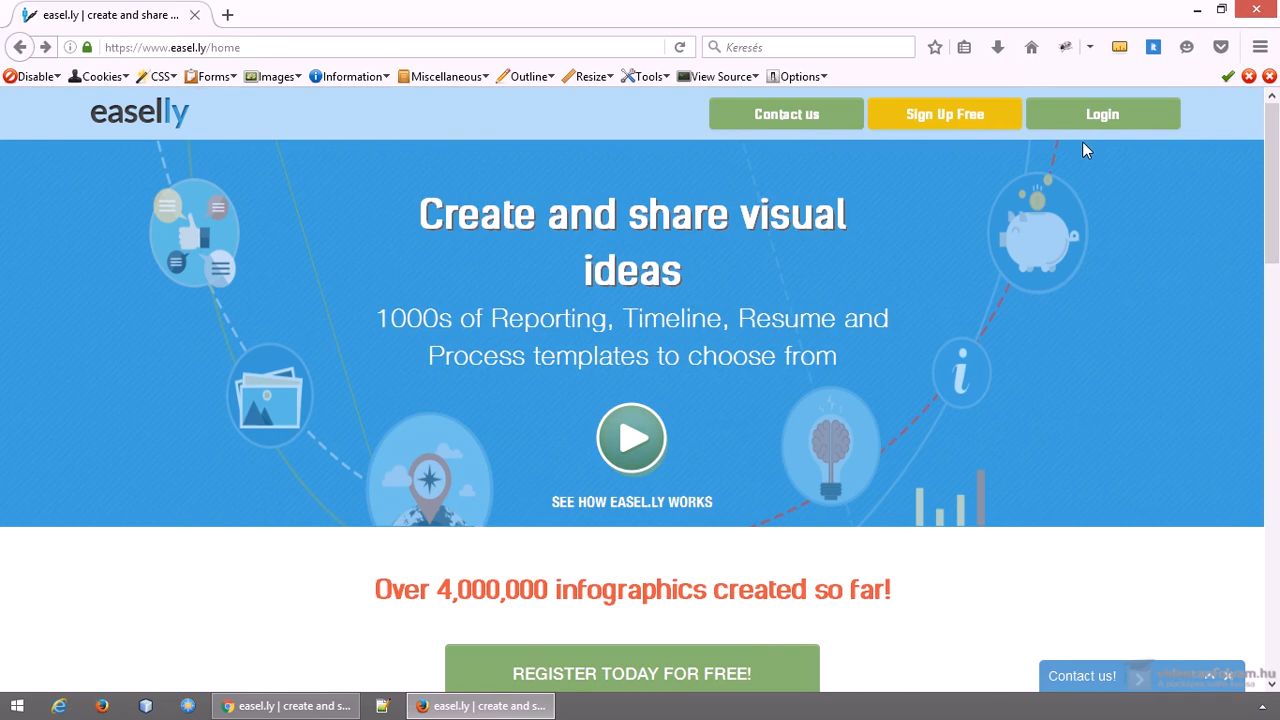 easel.ly | create and share ...
https://www.easel.ly/home
Keresés
Disable Cookies CSS Forms Images Information Miscellaneous Outline Resize Tools View Source Options
easelly
Contact us
Sign Up Free
Login
Create and share visual
ideas
1000s of Reporting, Timeline, Resume and
Process templates to choose from
SEE HOW EASEL.LY WORKS
Over 4,000,000 infographics created so far!
REGISTER TODAY FOR FREE!
Contact us!
easel.ly | create and s...
easel.ly | create and s...